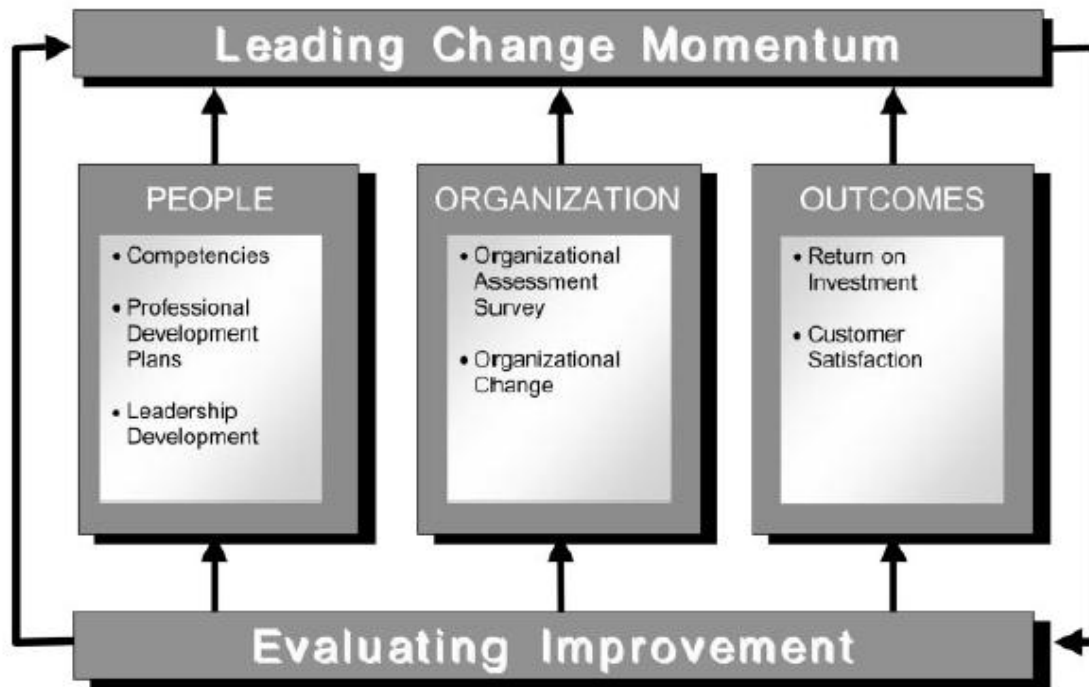 Leading Change Momentum
PEOPLE
• Competencies
• Professional
Development
Plans
• Leadership
Development
ORGANIZATION
• Organizational
Assessment
Survey
• Organizational
Change
OUTCOMES
• Return on
Investment
• Customer
Satisfaction
Evaluating Improvement